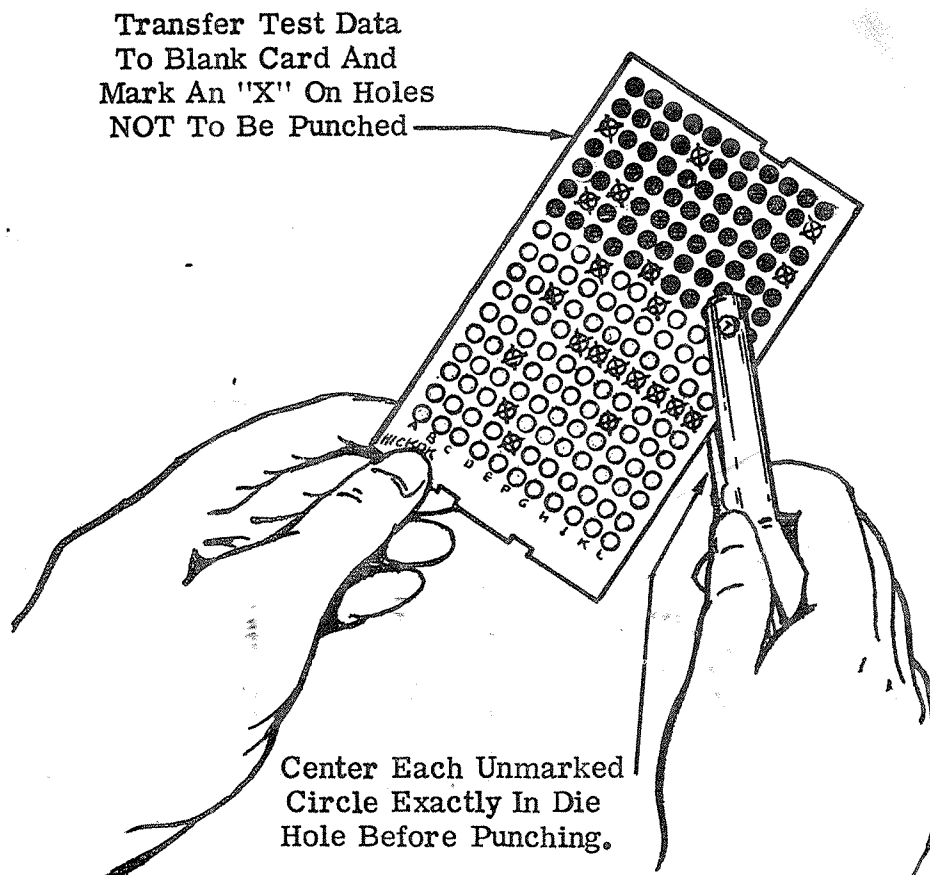 Transfer Test Data
To Blank Card And
Mark An "X" On Holes
NOT To Be Punched
A B C D E P G H I K L
HICKOK
Center Each Unmarked
Circle Exactly In Die
Hole Before Punching.